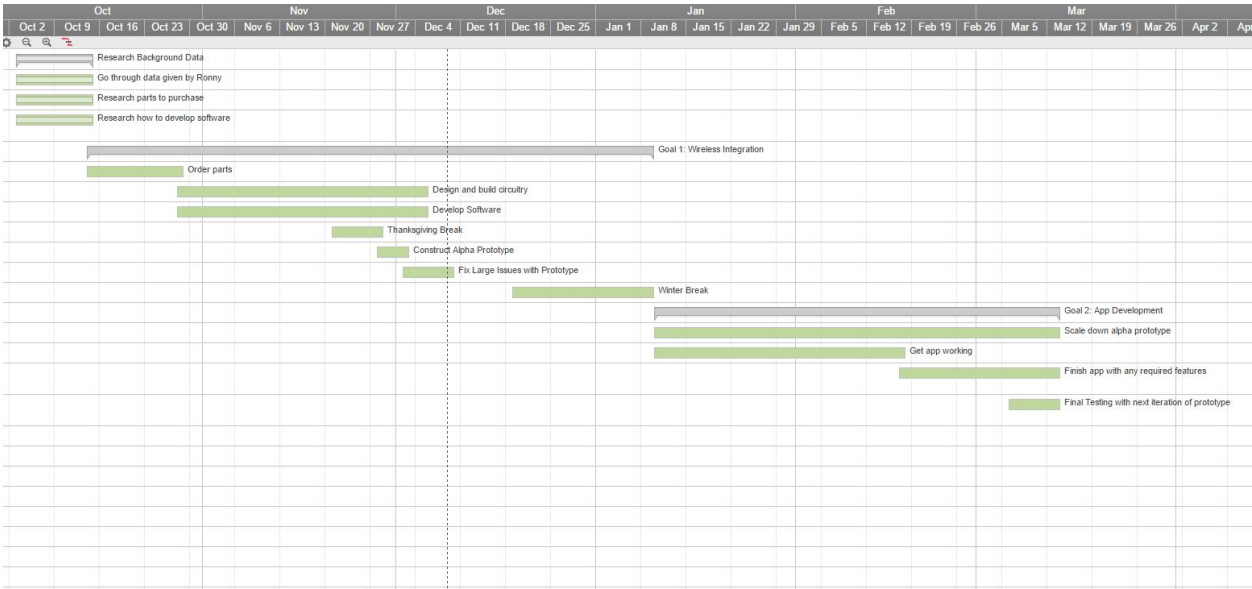 Oct Nov Dec Jan Feb Mar
Oct 2 Oct 9 Oct 16 Oct 23 Oct 30 Nov 6 Nov 13 Nov 20 Nov 27 Dec 4 Dec 11 Dec 18 Dec 25 Jan 1 Jan 8 Jan 15 Jan 22 Jan 29 Feb 5 Feb 12 Feb 19 Feb 26 Mar 5 Mar 12 Mar 19 Mar 26 Apr 2 Ap
Research Background Data
Go through data given by Ronny
Research parts to purchase
Research how to develop software
Goal 1: Wireless Integration
Order parts
Design and build circuitry
Develop Software
Thanksgiving Break
Construct Alpha Prototype
Fix Large Issues with Prototype
Winter Break
Goal 2: App Development
Scale down alpha prototype
Get app working
Finish app with any required features
Final Testing with next iteration of prototype